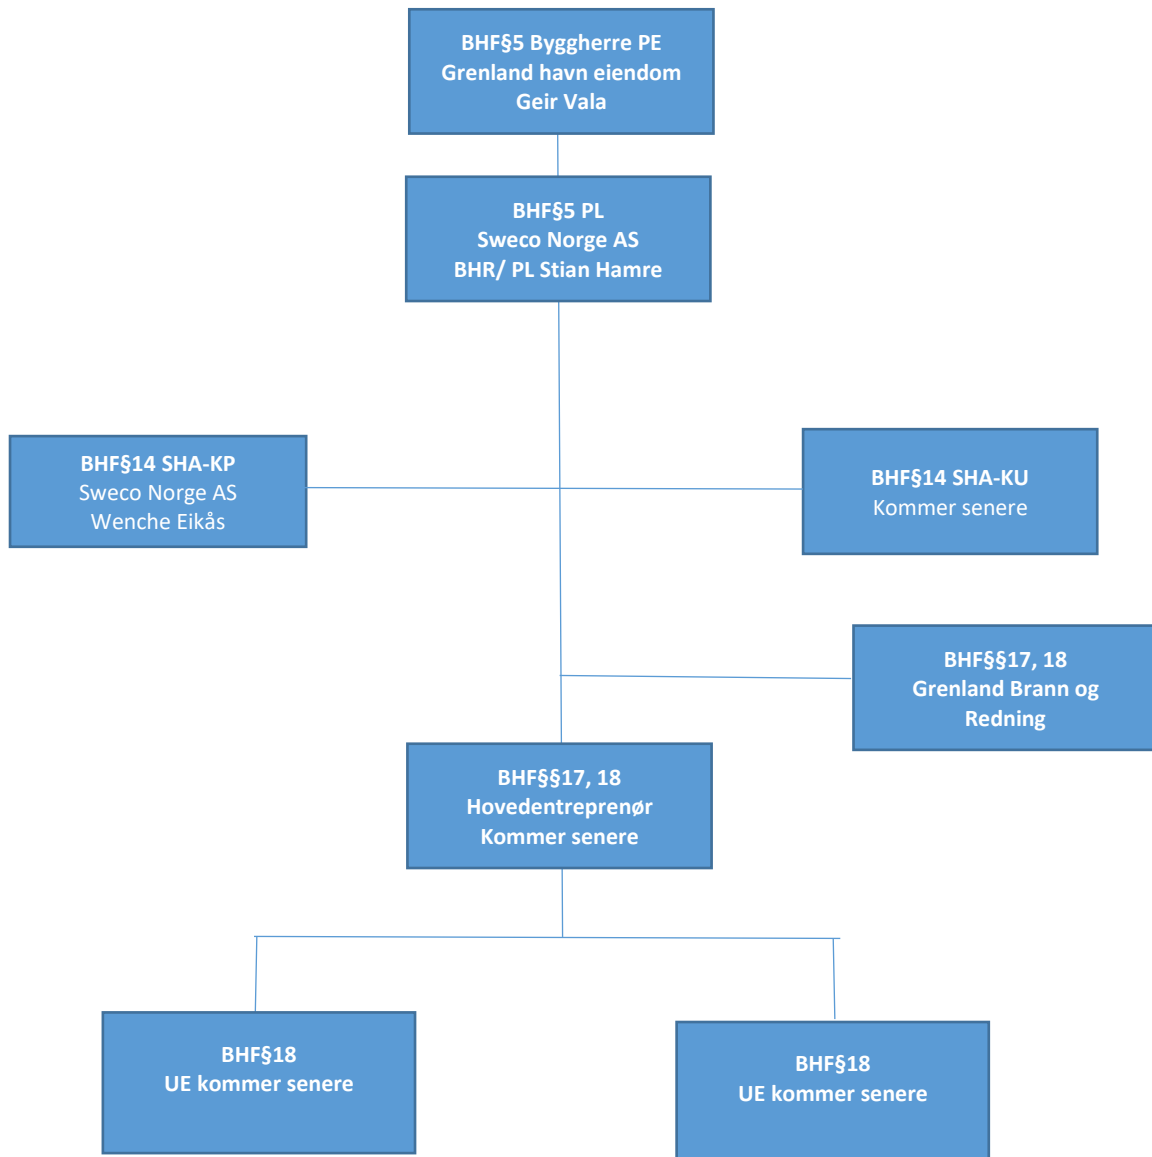 BHF§5 Byggherre PE
Grenland havn eiendom
Geir Vala
BHF§5 PL
Sweco Norge AS
BHR/ PL Stian Hamre
BHF§14 SHA-KP
Sweco Norge AS
Wenche Eikås
BHF§14 SHA-KU
Kommer senere
BHF§§17, 18
Grenland Brann og
Redning
BHF§§17, 18
Hovedentreprenør
Kommer senere
BHF§18
UE kommer senere
BHF§18
UE kommer senere